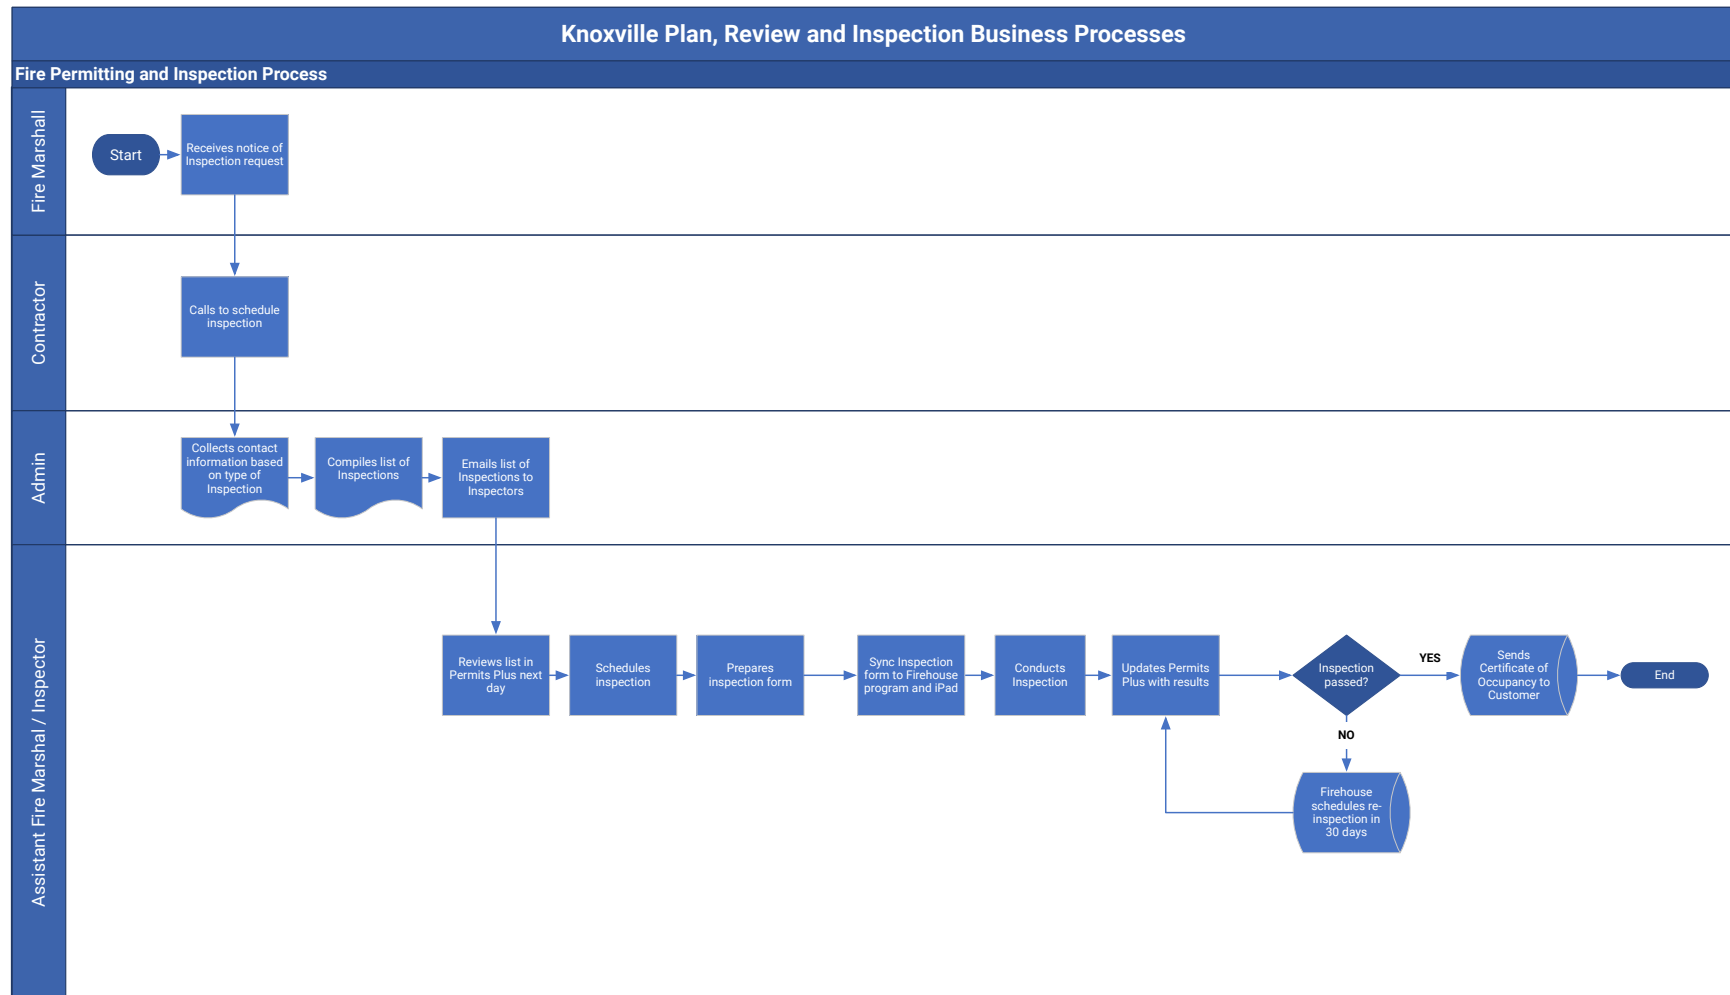 Knoxville Plan, Review and Inspection Business Processes
Fire Permitting and Inspection Process
Fire Marshall
Start
Receives notice of
Inspection request
Contractor
Calls to schedule
inspection
Admin
Collects contact
information based
on type of
Inspection
Compiles list of
Inspections
Emails list of
Inspections to
Inspectors
Assistant Fire Marshal / Inspector
Reviews list in
Permits Plus next
day
Schedules
inspection
Prepares
inspection form
Sync Inspection
form to Firehouse
program and iPad
Conducts
Inspection
Updates Permits
Plus with results
Inspection
passed?
YES
Sends
Certificate of
Occupancy to
Customer
End
NO
Firehouse
schedules re-
inspection in
30 days